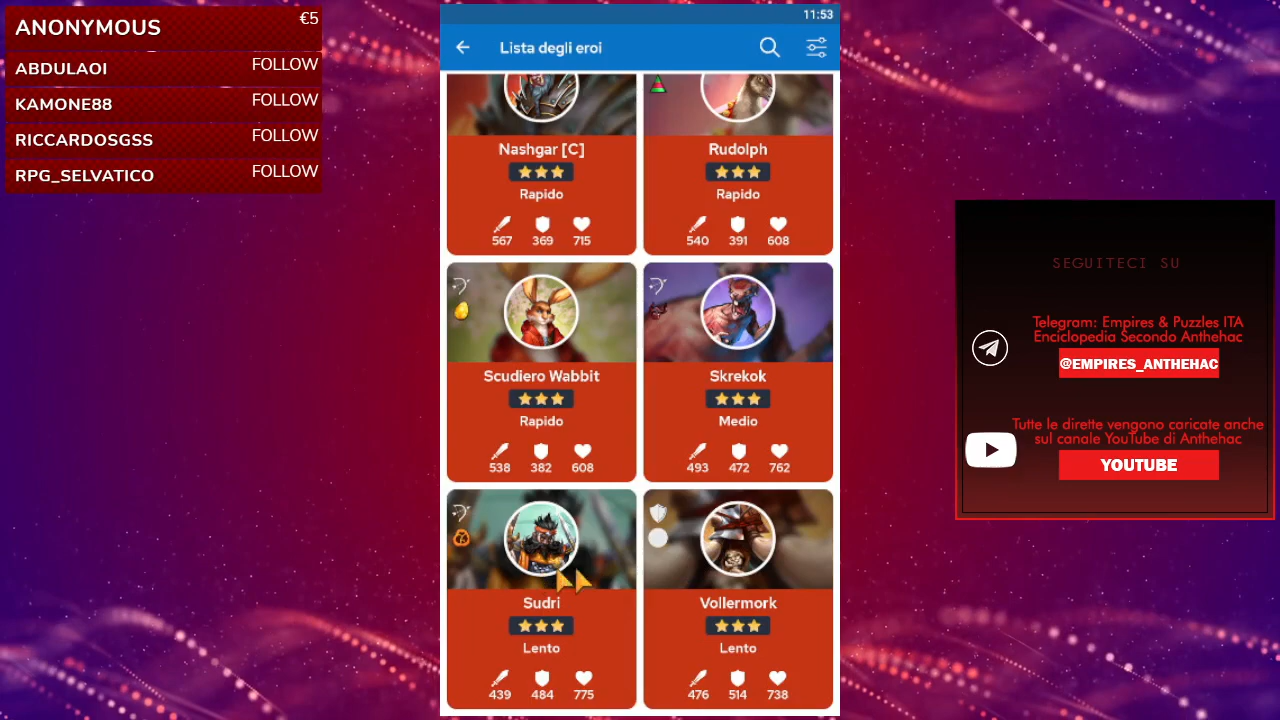 ANONYMOUS €5
ABDULAOI FOLLOW
KAMONE88 FOLLOW
RICCARDOSGSS FOLLOW
RPG_SELVATICO FOLLOW
11:53
Lista degli eroi
Nashgar [C]
Rapido
567 369 715
Rudolph
Rapido
540 391 608
Scudiero Wabbit
Rapido
538 382 608
Skrekok
Medio
493 472 762
Sudri
Lento
439 484 775
Vollermork
Lento
476 514 738
SEGUITECI SU
Telegram: Empires & Puzzles ITA
Enciclopedia Secondo Anthehac
@EMPIRES_ANTHEHAC
Tutte le dirette vengono caricate anche
sul canale YouTube di Anthehac
YOUTUBE